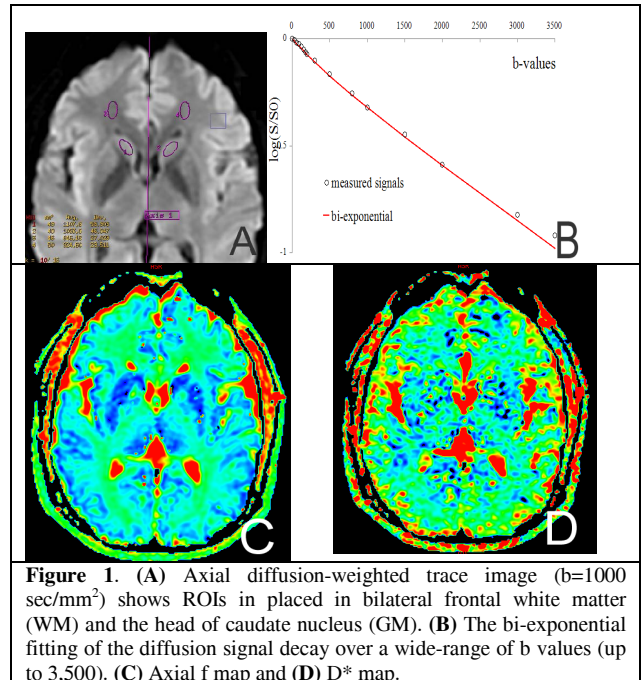 0 500 1000 1500 2000 2500 3000 3500
0
b-values
-0.5
log(S/S0)
measured signals
bi-exponential
-1
Axis 1
A
B
C
D
Figure 1. (A) Axial diffusion-weighted trace image (b=1000
sec/mm²) shows ROIs in placed in bilateral frontal white matter
(WM) and the head of caudate nucleus (GM). (B) The bi-exponential
fitting of the diffusion signal decay over a wide-range of b values (up
to 3,500). (C) Axial f map and (D) D* map.